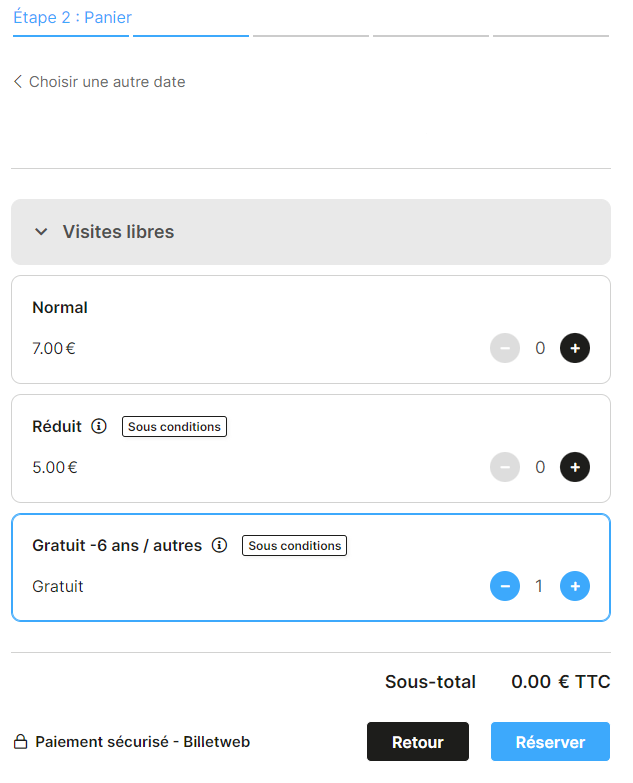 Étape 2 : Panier
Choisir une autre date
Visites libres
Normal
7.00 €
0
Réduit Sous conditions
5.00 €
0
Gratuit -6 ans / autres Sous conditions
Gratuit
1
Sous-total 0.00 € TTC
Paiement sécurisé - Billetweb
Retour
Réserver